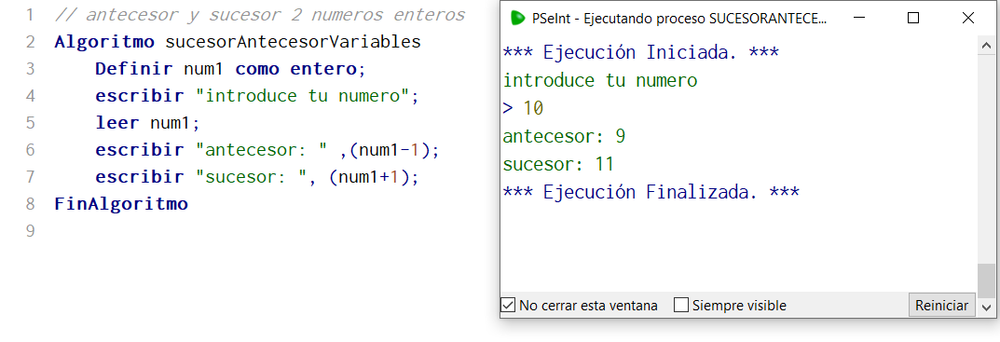 1 // antecesor y sucesor 2 numeros enteros
2 Algoritmo sucesorAntecesorVariables
3 Definir num1 como entero;
4 escribir "introduce tu numero";
5 leer num1;
6 escribir "antecesor: " ,(num1-1);
7 escribir "sucesor: ", (num1+1);
8 FinAlgoritmo
9
PSeInt - Ejecutando proceso SUCESORANTECE...
*** Ejecución Iniciada. ***
introduce tu numero
> 10
antecesor: 9
sucesor: 11
*** Ejecución Finalizada. ***
No cerrar esta ventana Siempre visible Reiniciar